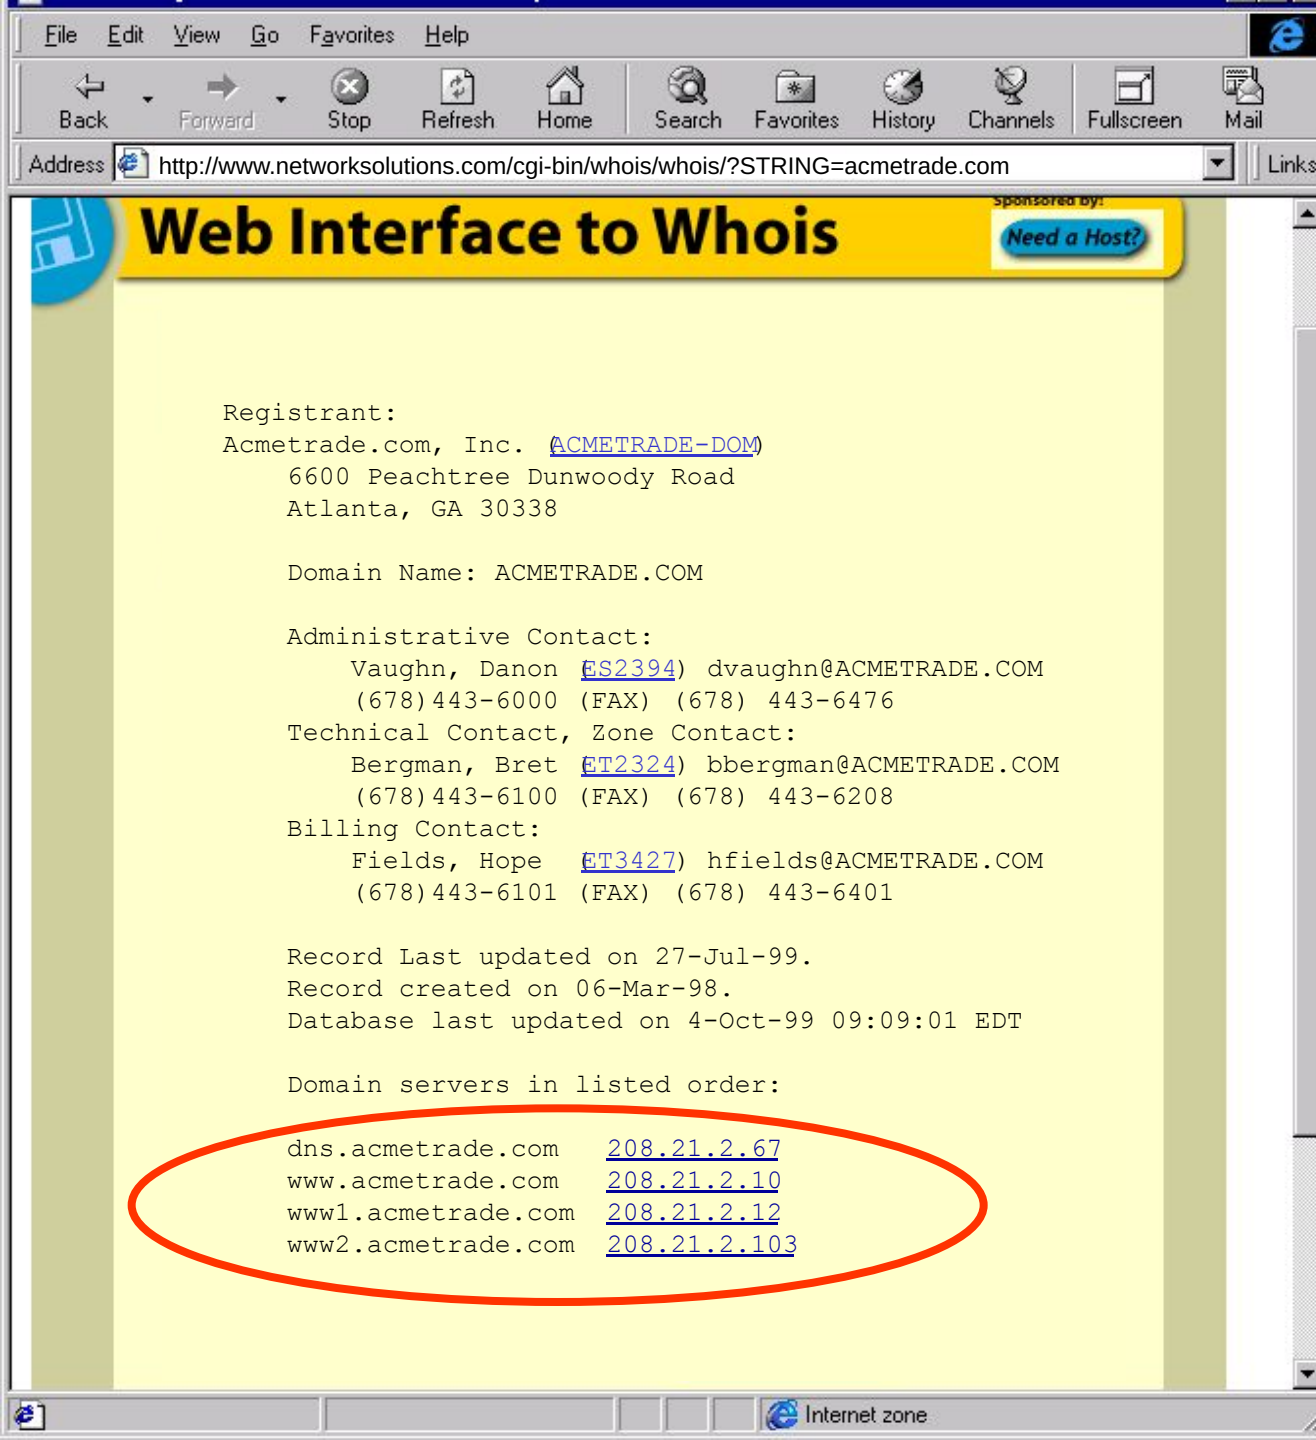 File Edit View Go Favorites Help
Back Forward Stop Refresh Home Search Favorites History Channels Fullscreen Mail
Address http://www.networksolutions.com/cgi-bin/whois/whois/?STRING=acmetrade.com Links
Sponsored by:
Web Interface to Whois
Need a Host?
Registrant:
Acmetrade.com, Inc. (ACMETRADE-DOM)
6600 Peachtree Dunwoody Road
Atlanta, GA 30338
Domain Name: ACMETRADE.COM
Administrative Contact:
Vaughn, Danon (ES2394) dvaughn@ACMETRADE.COM
(678)443-6000 (FAX) (678) 443-6476
Technical Contact, Zone Contact:
Bergman, Bret (ET2324) bbergman@ACMETRADE.COM
(678)443-6100 (FAX) (678) 443-6208
Billing Contact:
Fields, Hope (ET3427) hfields@ACMETRADE.COM
(678)443-6101 (FAX) (678) 443-6401
Record Last updated on 27-Jul-99.
Record created on 06-Mar-98.
Database last updated on 4-Oct-99 09:09:01 EDT
Domain servers in listed order:
dns.acmetrade.com 208.21.2.67
www.acmetrade.com 208.21.2.10
www1.acmetrade.com 208.21.2.12
www2.acmetrade.com 208.21.2.103
Internet zone